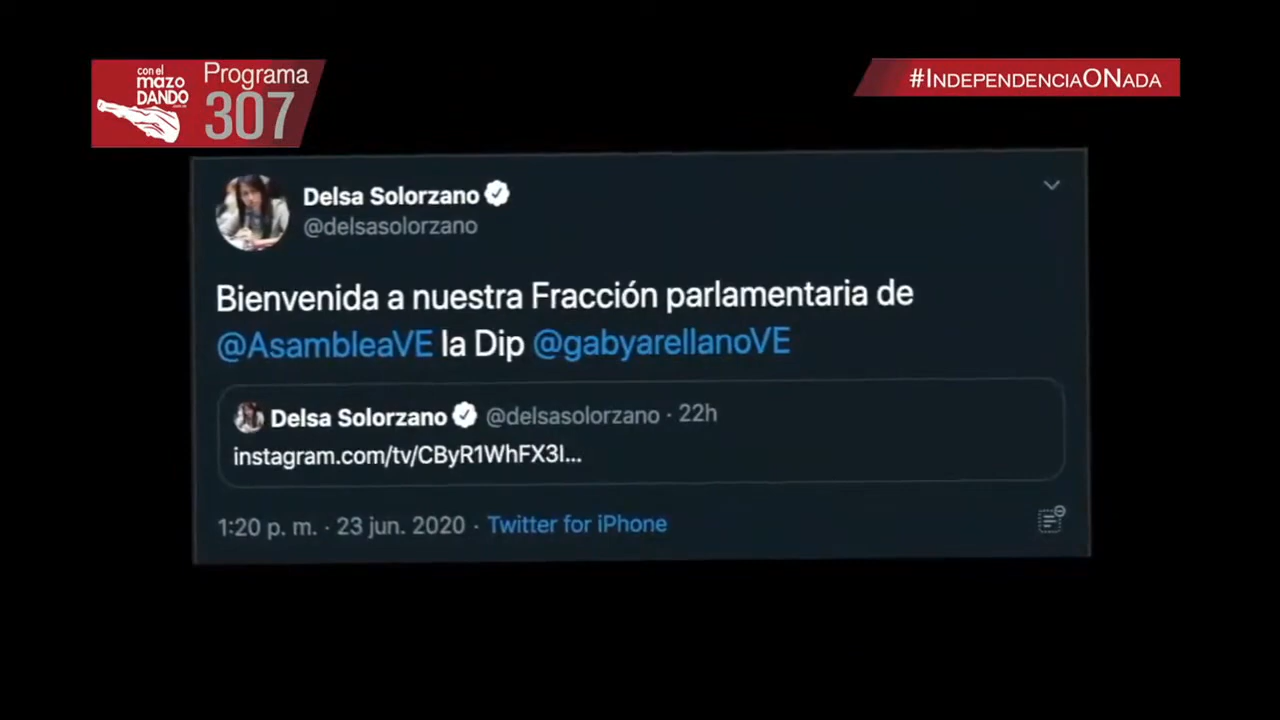 con el
mazo
DANDO
Programa
307
#INDEPENDENCIAONADA
Delsa Solorzano
@delsasolorzano
Bienvenida a nuestra Fracción parlamentaria de
@AsambleaVE la Dip @gabyarellanoVE
Delsa Solorzano @delsasolorzano · 22h
instagram.com/tv/CByR1WhFX3I...
1:20 p. m. · 23 jun. 2020 · Twitter for iPhone